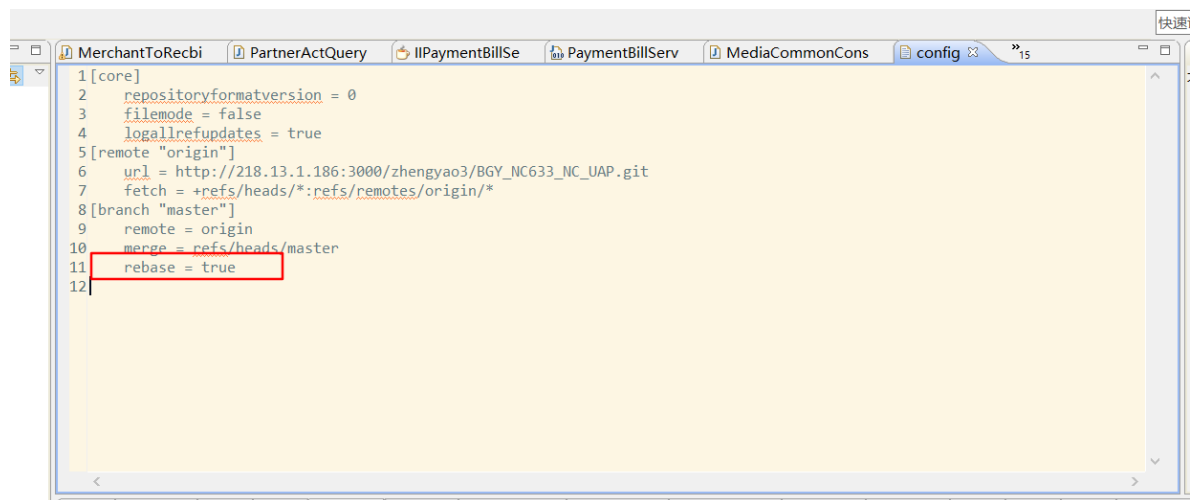 快速
MerchantToRecbi
PartnerActQuery
IIPaymentBillSe
PaymentBillServ
MediaCommonCons
config
»15
1 [core]
2 repositoryformatversion = 0
3 filemode = false
4 logallrefupdates = true
5 [remote "origin"]
6 url = http://218.13.1.186:3000/zhengyao3/BGY_NC633_NC_UAP.git
7 fetch = +refs/heads/*:refs/remotes/origin/*
8 [branch "master"]
9 remote = origin
10 merge = refs/heads/master
11 rebase = true
12